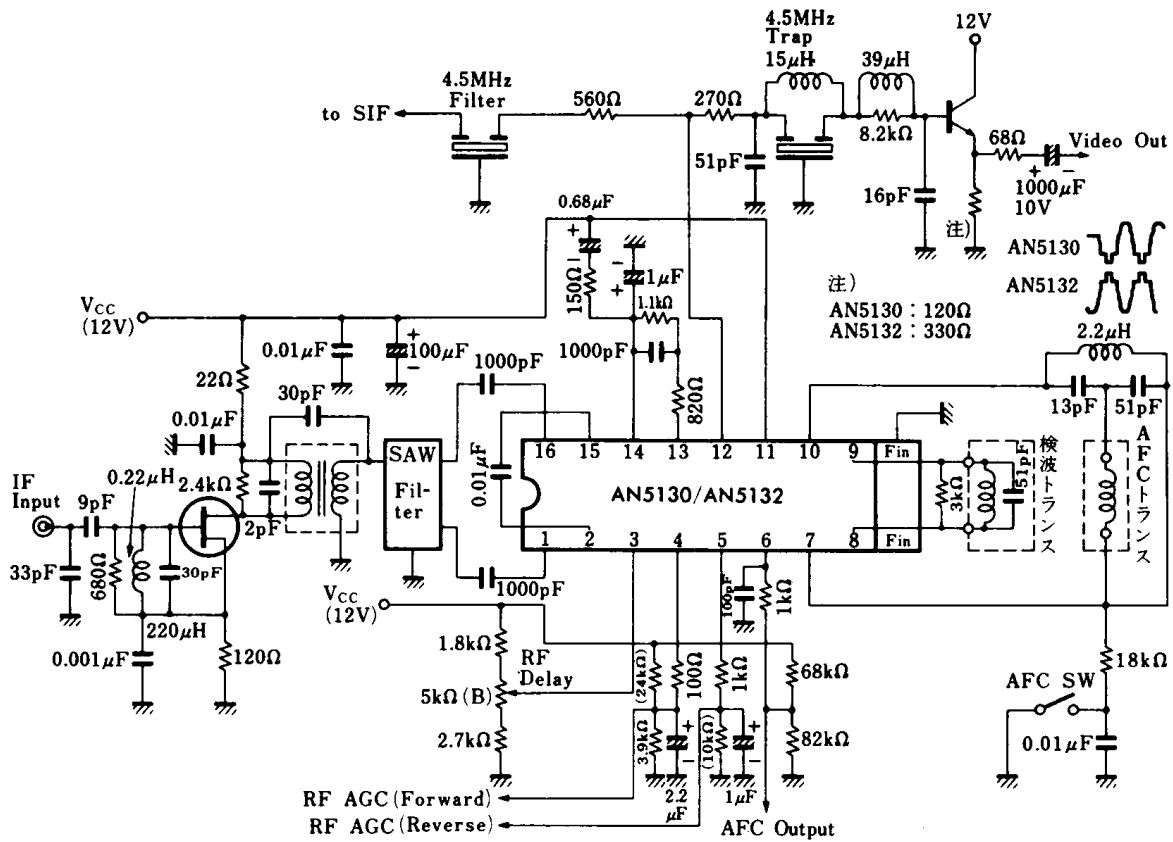 4.5MHz
Trap
15μH
39μH
12V
4.5MHz
Filter
560Ω
270Ω
to SIF
8.2kΩ
68Ω
Video Out
51pF
16pF
+
-
1000μF
10V
注)
0.68μF
+
-
150Ω
-
+
1μF
1.1kΩ
AN5130
AN5132
注)
AN5130：120Ω
AN5132：330Ω
VCC
(12V)
0.01μF
+
100μF
-
1000pF
1000pF
820Ω
2.2μH
13pF
51pF
22Ω
30pF
0.01μF
0.01μF
16
15
14
13
12
11
10
9
Fin
SAW
Fil-
ter
AN5130/AN5132
1
2
3
4
5
6
7
8
Fin
3kΩ
51pF
検波トランス
AFCトランス
IF
Input
9pF
0.22μH
2.4kΩ
2pF
33pF
680Ω
30pF
220μH
0.001μF
120Ω
1000pF
100pF
1kΩ
VCC
(12V)
1.8kΩ
RF
Delay
5kΩ(B)
2.7kΩ
(24kΩ)
100Ω
1kΩ
68kΩ
3.9kΩ
+
-
(10kΩ)
+
-
82kΩ
18kΩ
AFC SW
0.01μF
2.2
μF
1μF
RF AGC(Forward)
RF AGC(Reverse)
AFC Output